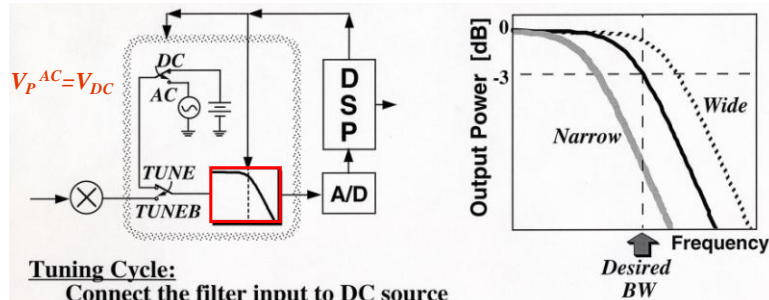 DC
V_P^AC=V_DC
AC
TUNE
TUNEB
DSP
A/D
Output Power [dB]
0
-3
Narrow
Wide
Frequency
Desired
BW
Tuning Cycle:
Connect the filter input to DC source